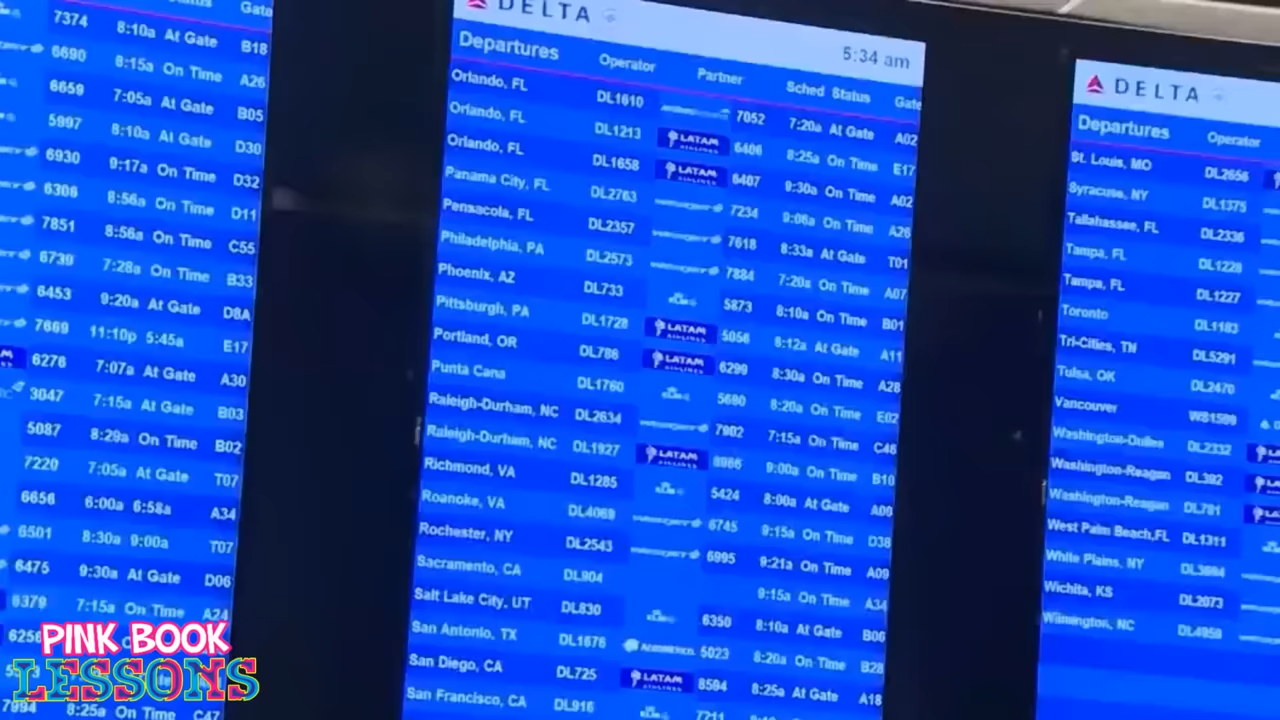 Status Gate
7374 8:10a At Gate B18
6690 8:15a On Time A26
6659 7:05a At Gate B05
5997 8:10a At Gate D30
6930 9:17a On Time D32
6306 8:56a On Time D11
7851 8:56a On Time C55
6739 7:28a On Time B33
6453 9:20a At Gate D8A
7669 11:10p 5:45a E17
6276 7:07a At Gate A30
3047 7:15a At Gate B03
5087 8:29a On Time B02
7220 7:05a At Gate T07
6656 6:00a 6:58a A34
6501 8:30a 9:00a T07
6475 9:30a At Gate D06
6379 7:15a On Time A24
6256
7994 8:25a On Time C47
DELTA
5:34 am
Departures Operator Partner Sched Status Gate
Orlando, FL DL1610 7052 7:20a At Gate A02
Orlando, FL DL1213 LATAM AIRLINES 6406 8:25a On Time E17
Orlando, FL DL1658 LATAM AIRLINES 6407 9:30a On Time A02
Panama City, FL DL2763 7234 9:06a On Time A26
Pensacola, FL DL2357 7618 8:33a At Gate T01
Philadelphia, PA DL2573 7884 7:20a On Time A07
Phoenix, AZ DL733 5873 8:10a On Time B01
Pittsburgh, PA DL1728 LATAM AIRLINES 5056 8:12a At Gate A11
Portland, OR DL786 LATAM AIRLINES 6299 8:30a On Time A28
Punta Cana DL1760 5680 8:20a On Time E02
Raleigh-Durham, NC DL2634 7902 7:15a On Time C46
Raleigh-Durham, NC DL1927 LATAM AIRLINES 8986 9:00a On Time B10
Richmond, VA DL1285 5424 8:00a At Gate A09
Roanoke, VA DL4069 6745 9:15a On Time D38
Rochester, NY DL2543 6995 9:21a On Time A09
Sacramento, CA DL904 9:15a On Time A34
Salt Lake City, UT DL830 6350 8:10a At Gate B06
San Antonio, TX DL1676 AEROMEXICO 5023 8:20a On Time B28
San Diego, CA DL725 LATAM AIRLINES 8594 8:25a At Gate A18
San Francisco, CA DL916 7211
DELTA
Departures Operator
St. Louis, MO DL2656
Syracuse, NY DL1375
Tallahassee, FL DL2336
Tampa, FL DL1228
Tampa, FL DL1227
Toronto DL1183
Tri-Cities, TN DL5291
Tulsa, OK DL2470
Vancouver WS1599
Washington-Dulles DL2332
Washington-Reagan DL392
Washington-Reagan DL781
West Palm Beach,FL DL1311
White Plains, NY DL3694
Wichita, KS DL2073
Wilmington, NC DL4959
PINK BOOK
LESSONS